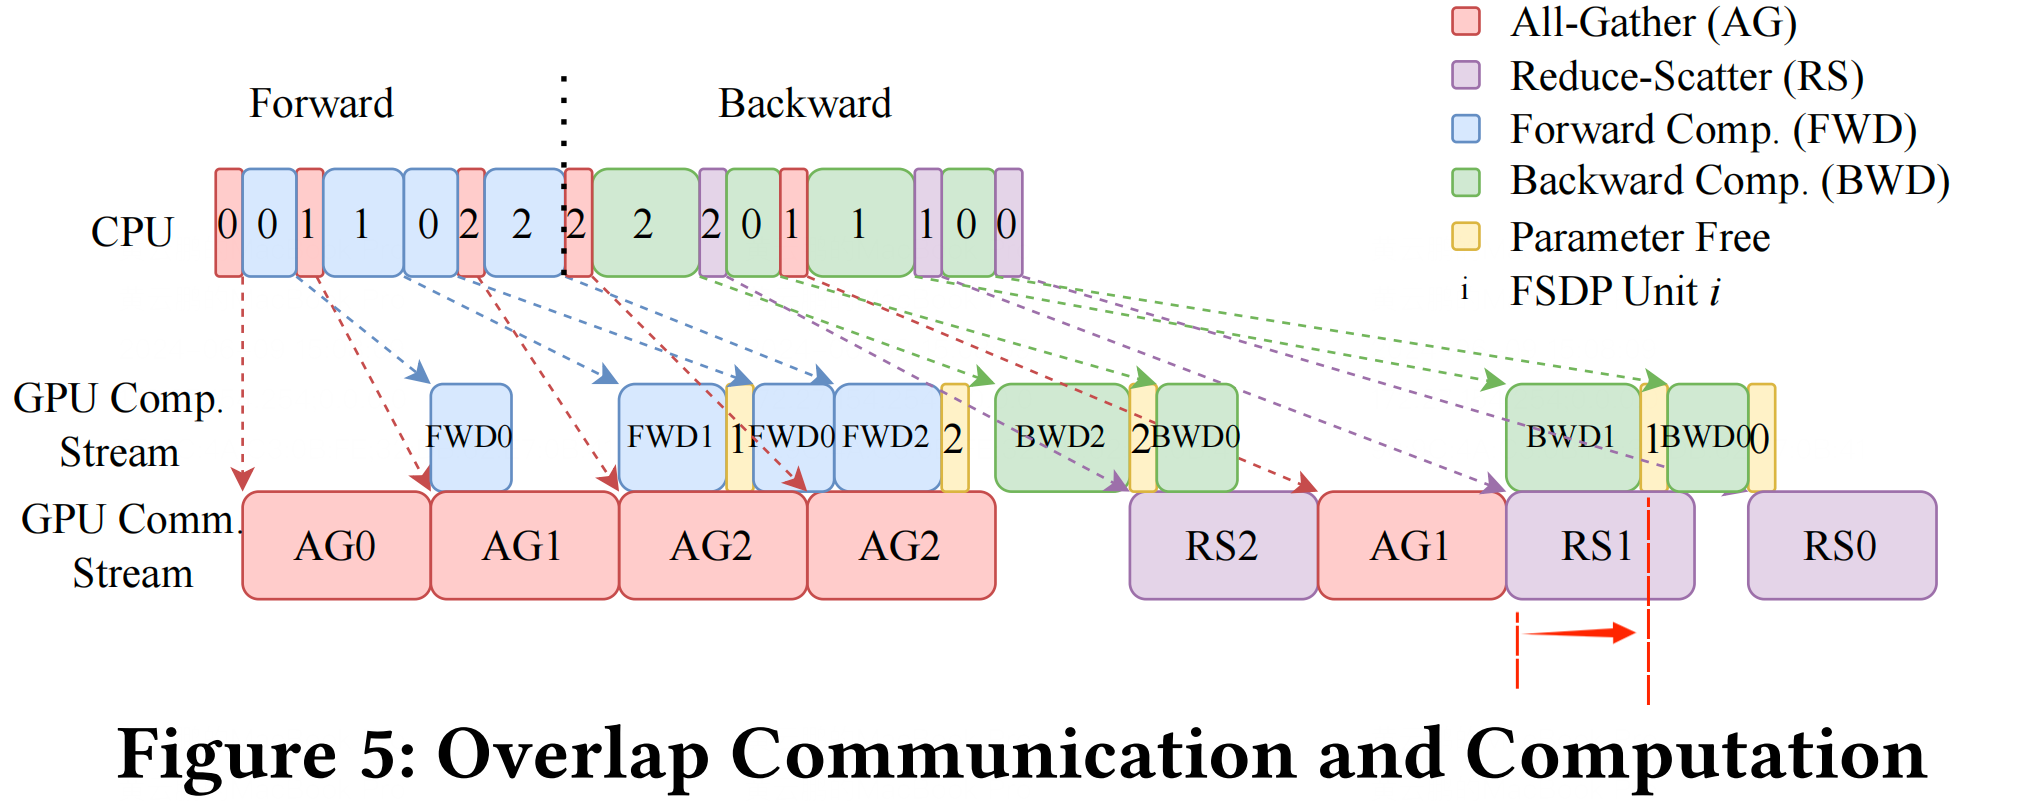 All-Gather (AG)
Reduce-Scatter (RS)
Forward Comp. (FWD)
Backward Comp. (BWD)
Parameter Free
i FSDP Unit i
Forward Backward
CPU 0 0 1 1 0 2 2 2 2 2 0 1 1 1 0 0
GPU Comp.
Stream
FWD0 FWD1 1 FWD0 FWD2 2 BWD2 2 BWD0 BWD1 1 BWD0 0
GPU Comm.
Stream
AG0 AG1 AG2 AG2 RS2 AG1 RS1 RS0
Figure 5: Overlap Communication and Computation